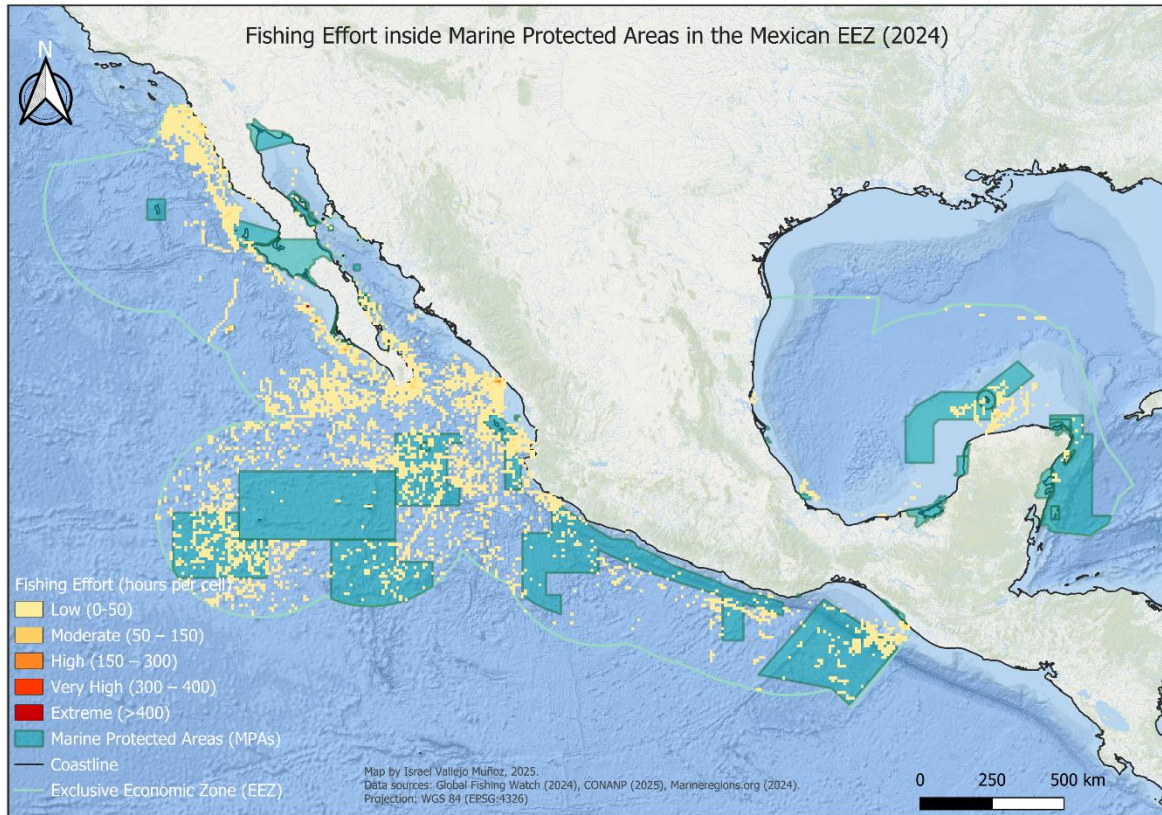 Fishing Effort inside Marine Protected Areas in the Mexican EEZ (2024)
N
Fishing Effort (hours per cell)
Low (0-50)
Moderate (50 – 150)
High (150 – 300)
Very High (300 – 400)
Extreme (>400)
Marine Protected Areas (MPAs)
Coastline
Exclusive Economic Zone (EEZ)
Map by Israel Vallejo Muñoz, 2025.
Data sources: Global Fishing Watch (2024), CONANP (2025), Marineregions.org (2024).
Projection: WGS 84 (EPSG:4326)
0 250 500 km